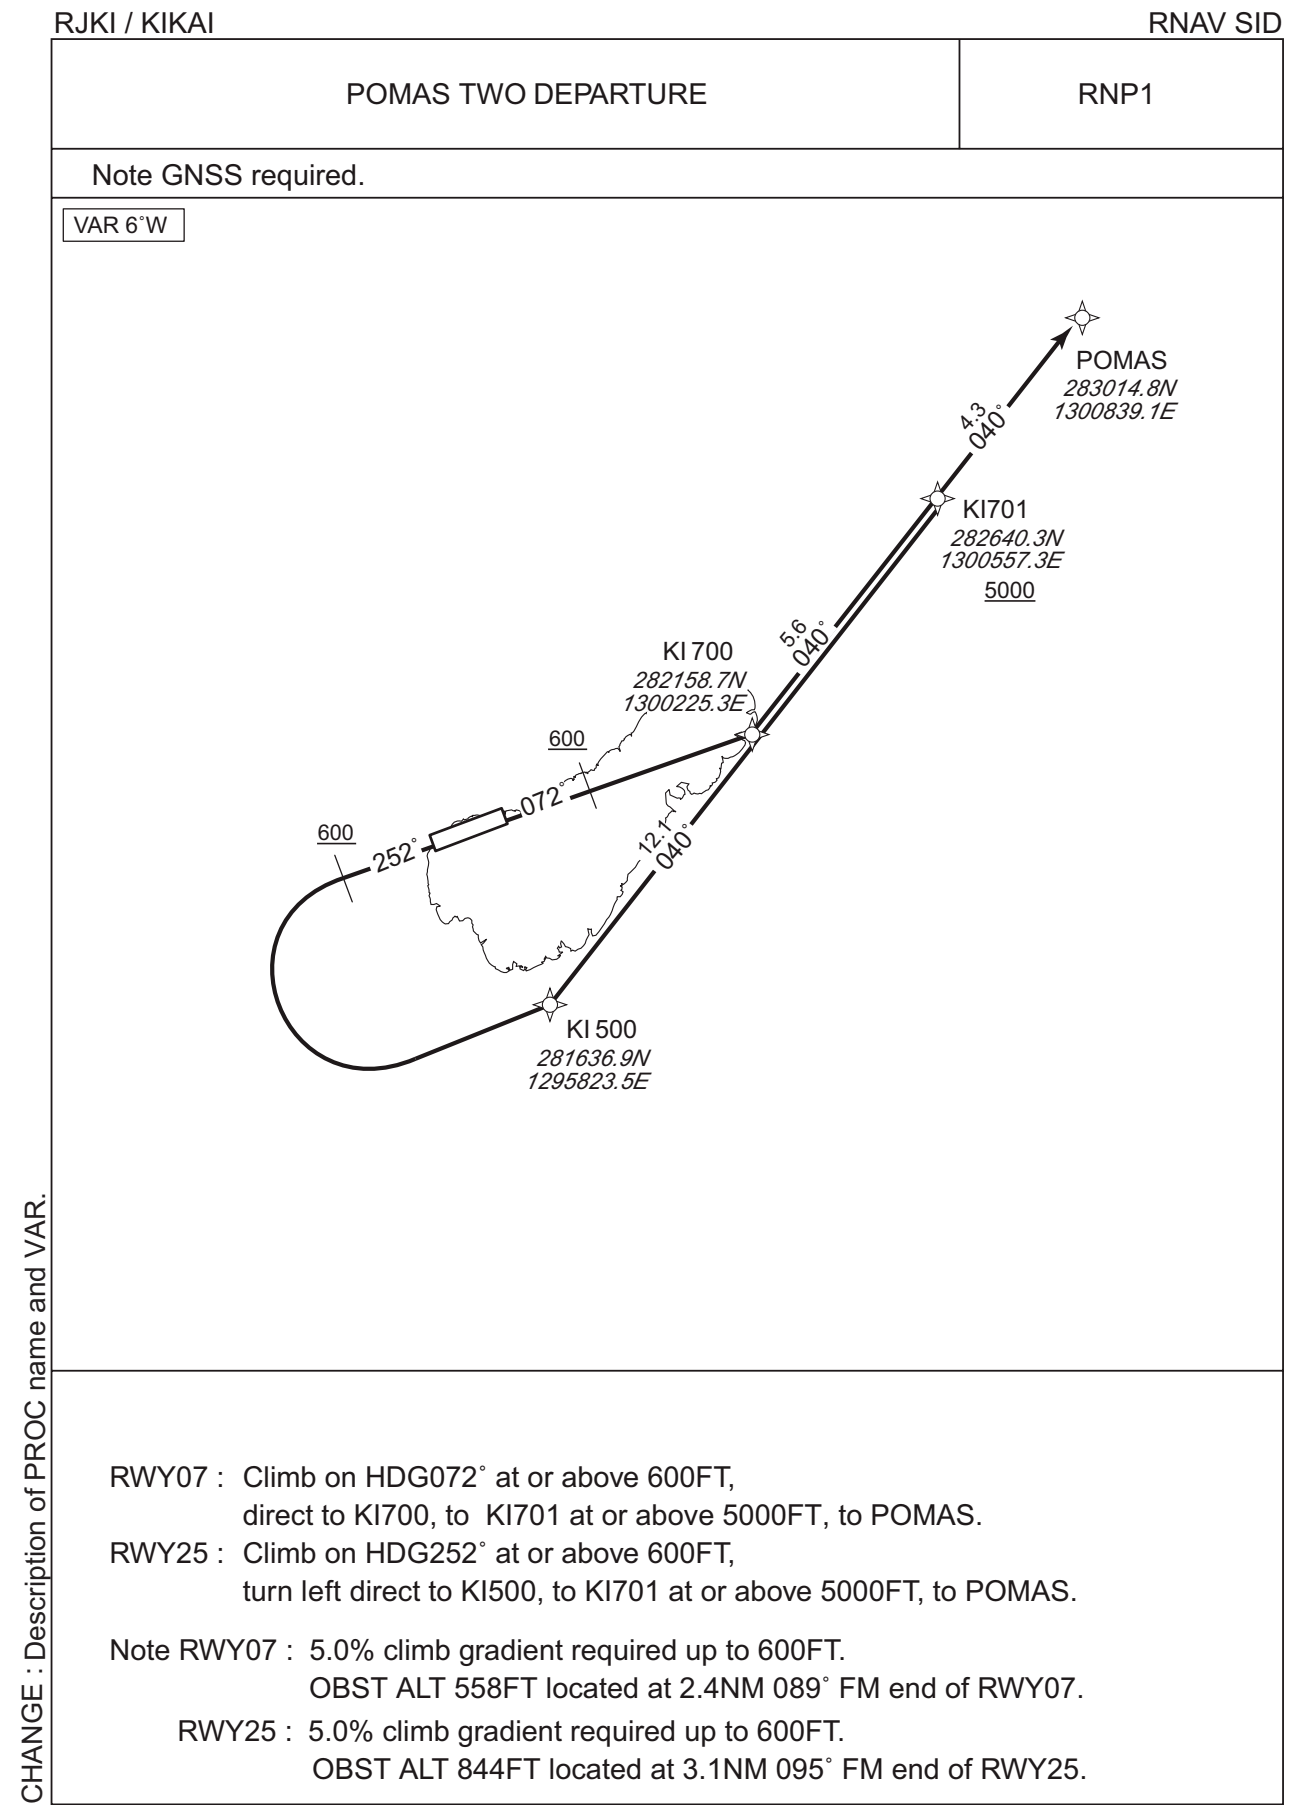 RJKI / KIKAI
RNAV SID
POMAS TWO DEPARTURE
RNP1
Note GNSS required.
VAR 6˚W
POMAS
283014.8N
1300839.1E
4.3
040˚
KI701
282640.3N
1300557.3E
5000
5.6
040˚
KI 700
282158.7N
1300225.3E
600
072˚
600
252˚
12.1
040˚
KI 500
281636.9N
1295823.5E
RWY07 : Climb on HDG072˚ at or above 600FT,
direct to KI700, to KI701 at or above 5000FT, to POMAS.
RWY25 : Climb on HDG252˚ at or above 600FT,
turn left direct to KI500, to KI701 at or above 5000FT, to POMAS.
Note RWY07 : 5.0% climb gradient required up to 600FT.
OBST ALT 558FT located at 2.4NM 089˚ FM end of RWY07.
RWY25 : 5.0% climb gradient required up to 600FT.
OBST ALT 844FT located at 3.1NM 095˚ FM end of RWY25.
CHANGE : Description of PROC name and VAR.